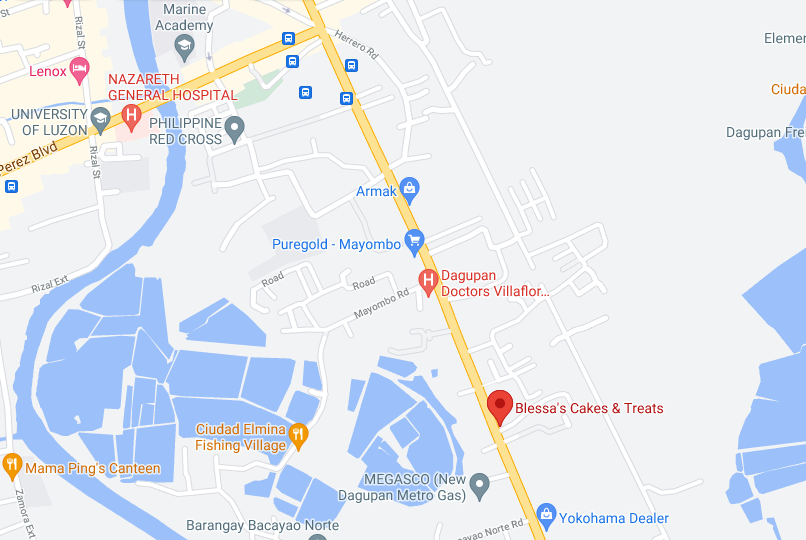 Marine
Academy
Rizal St
St
Herrero Rd
Elemen
Lenox
NAZARETH
GENERAL HOSPITAL
Ciuda
UNIVERSITY
OF LUZON
PHILIPPINE
RED CROSS
Dagupan Frei
Perez Blvd
Rizal St
Armak
Puregold - Mayombo
Rizal Ext
Road
Road
Mayombo Rd
Dagupan
Doctors Villaflor...
Blessa's Cakes & Treats
Ciudad Elmina
Fishing Village
Mama Ping's Canteen
MEGASCO (New
Dagupan Metro Gas)
Zamora Ext
Barangay Bacayao Norte
cayao Norte Rd
Yokohama Dealer